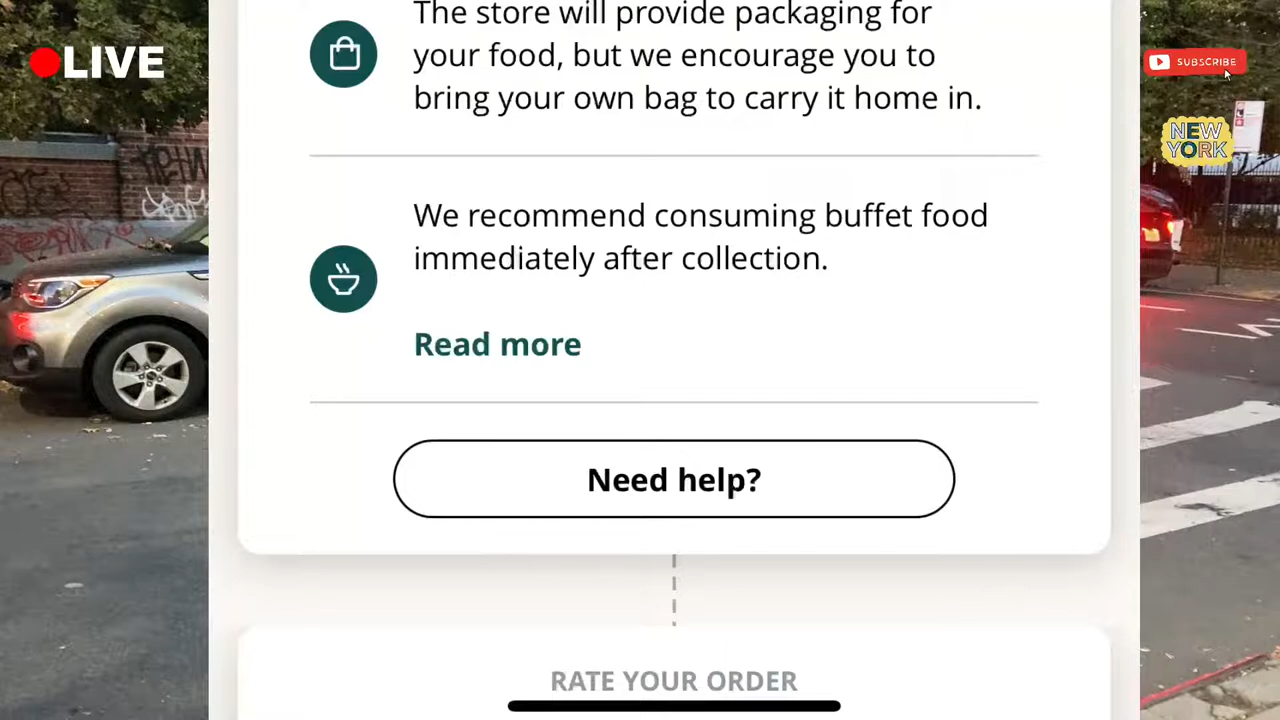 LIVE
SUBSCRIBE
NEW
YORK
The store will provide packaging for
your food, but we encourage you to
bring your own bag to carry it home in.
We recommend consuming buffet food
immediately after collection.
Read more
Need help?
RATE YOUR ORDER